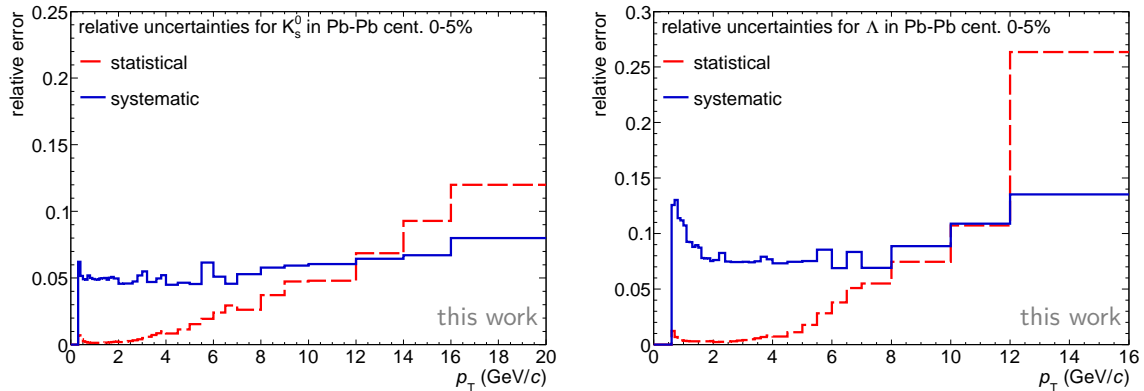 relative error
relative uncertainties for K⁰ₛ in Pb-Pb cent. 0-5%
statistical
systematic
this work
0.25
0.2
0.15
0.1
0.05
0
0 2 4 6 8 10 12 14 16 18 20
p_T (GeV/c)
relative error
relative uncertainties for Λ in Pb-Pb cent. 0-5%
statistical
systematic
this work
0.3
0.25
0.2
0.15
0.1
0.05
0
0 2 4 6 8 10 12 14 16
p_T (GeV/c)